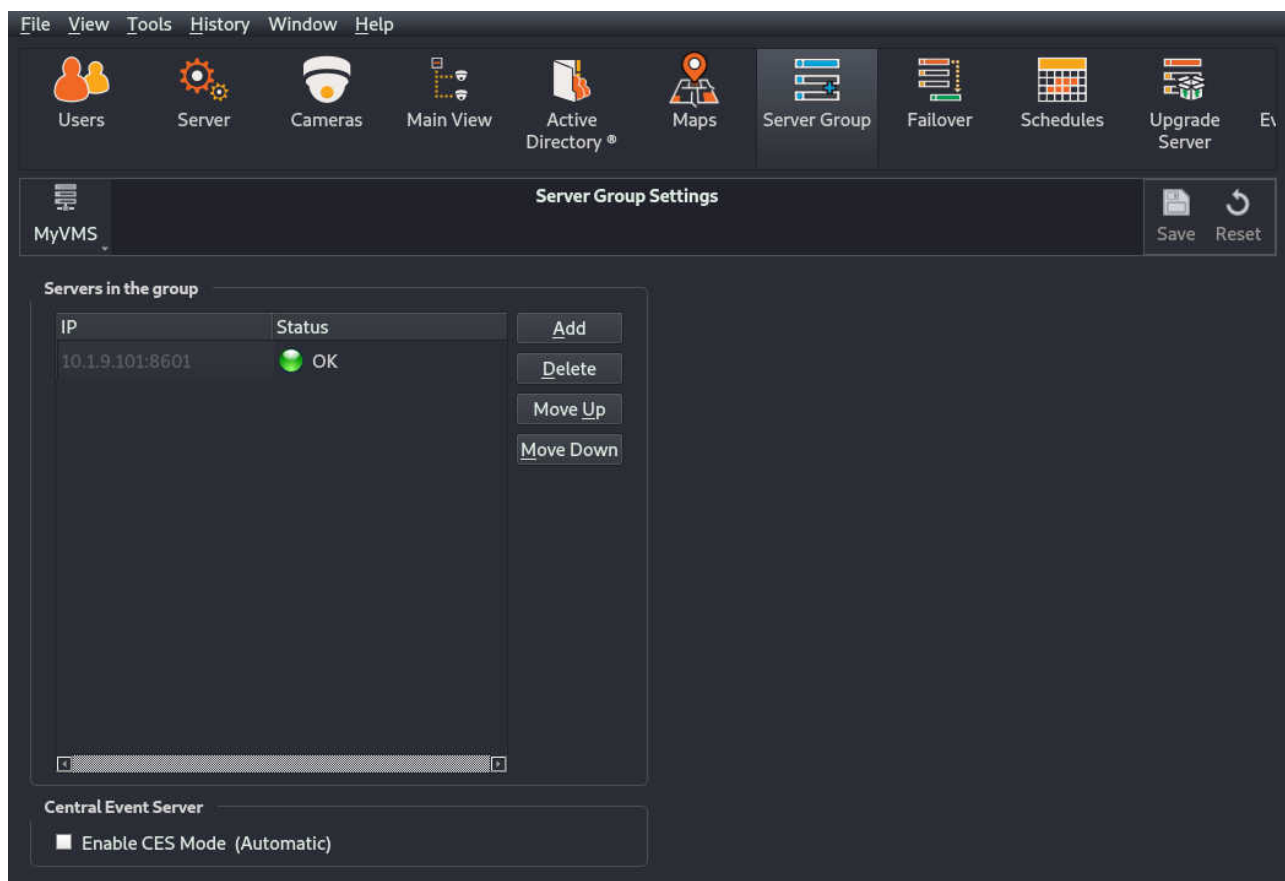 File View Tools History Window Help
Users Server Cameras Main View Active Directory ® Maps Server Group Failover Schedules Upgrade Server Ev
Server Group Settings
MyVMS
Save Reset
Servers in the group
IP Status
10.1.9.101:8601 OK
Add
Delete
Move Up
Move Down
Central Event Server
Enable CES Mode (Automatic)